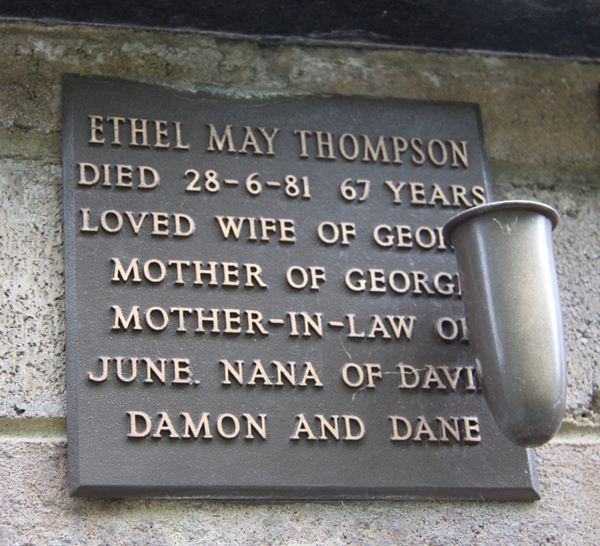 ETHEL MAY THOMPSON
DIED 28-6-81 67 YEARS
LOVED WIFE OF
MOTHER OF
MOTHER-IN-LAW
JUNE. NANA OF
DAMON AND DANE